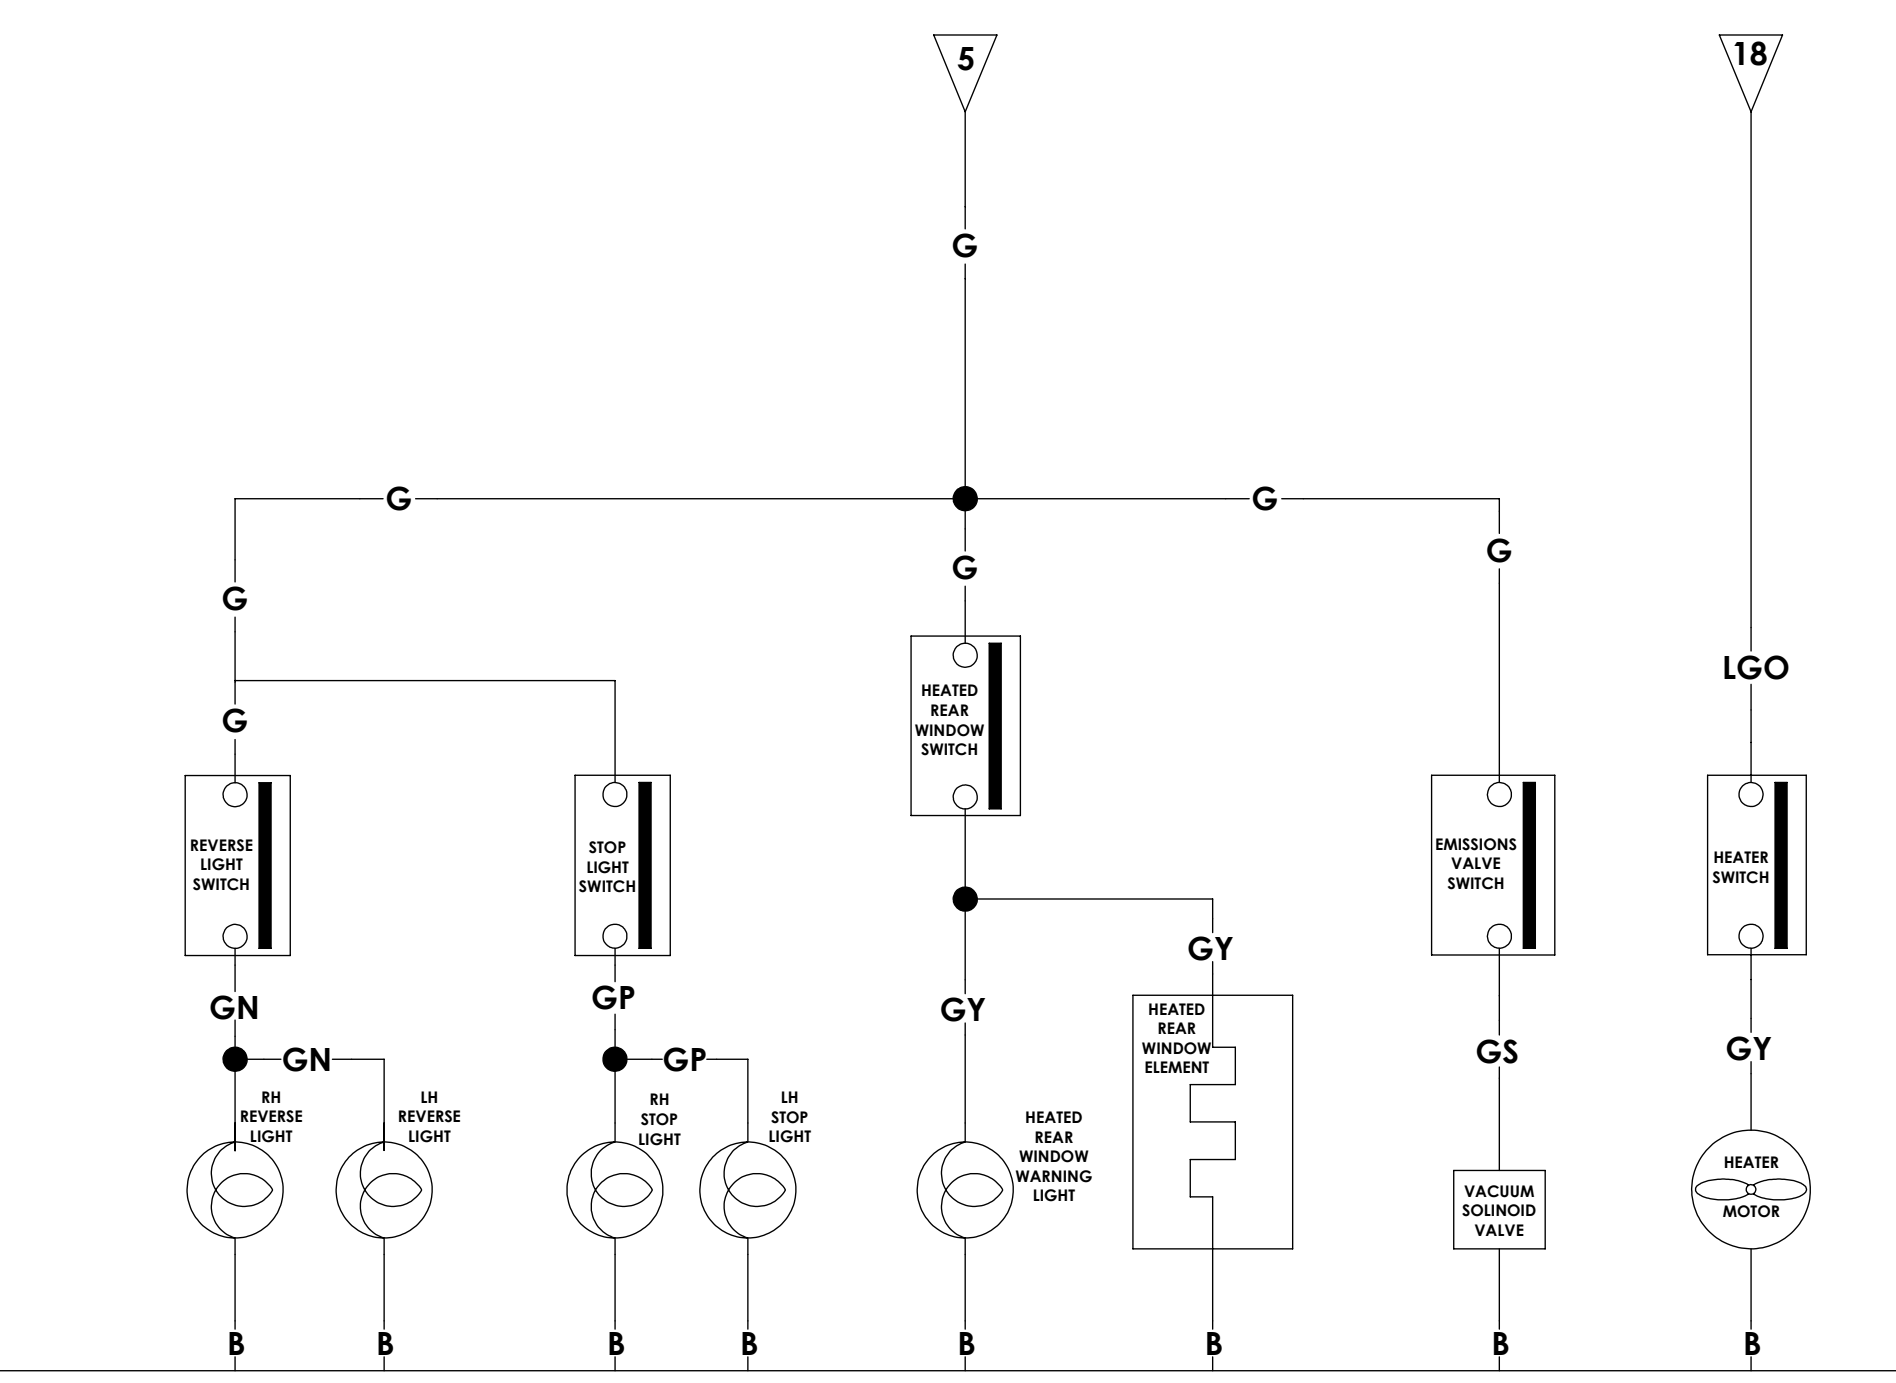 5
18
G
G
G
G
G
G
LGO
G
HEATED
REAR
WINDOW
SWITCH
REVERSE
LIGHT
SWITCH
STOP
LIGHT
SWITCH
EMISSIONS
VALVE
SWITCH
HEATER
SWITCH
GN
GP
GY
GY
GS
GY
GN
GP
HEATED
REAR
WINDOW
ELEMENT
RH
REVERSE
LIGHT
LH
REVERSE
LIGHT
RH
STOP
LIGHT
LH
STOP
LIGHT
HEATED
REAR
WINDOW
WARNING
LIGHT
VACUUM
SOLINOID
VALVE
HEATER
MOTOR
B
B
B
B
B
B
B
B